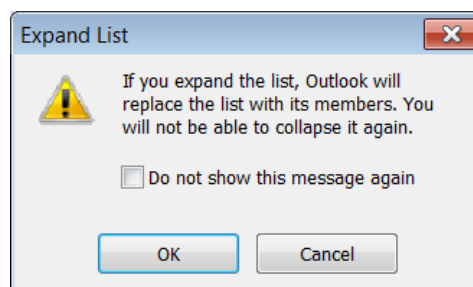 Expand List
If you expand the list, Outlook will
replace the list with its members. You
will not be able to collapse it again.
Do not show this message again
OK
Cancel